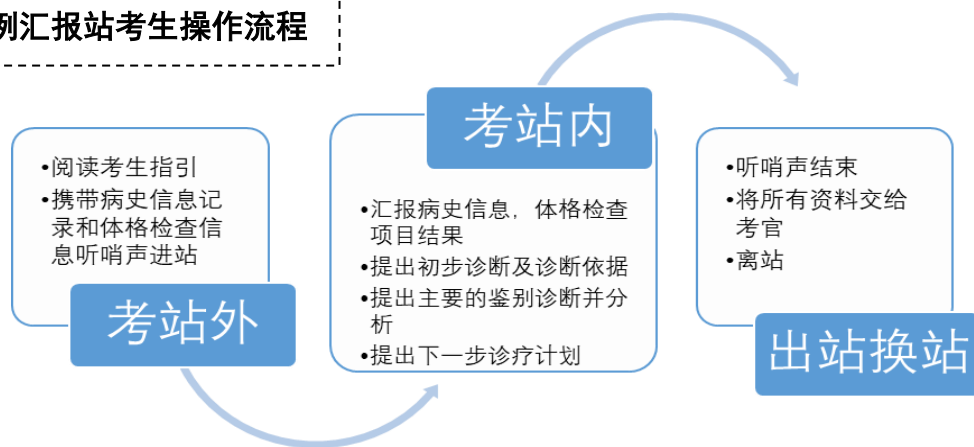 例汇报站考生操作流程
考站外
•阅读考生指引
•携带病史信息记
录和体格检查信
息听哨声进站
考站内
•汇报病史信息，体格检查
项目结果
•提出初步诊断及诊断依据
•提出主要的鉴别诊断并分
析
•提出下一步诊疗计划
出站换站
•听哨声结束
•将所有资料交给
考官
•离站